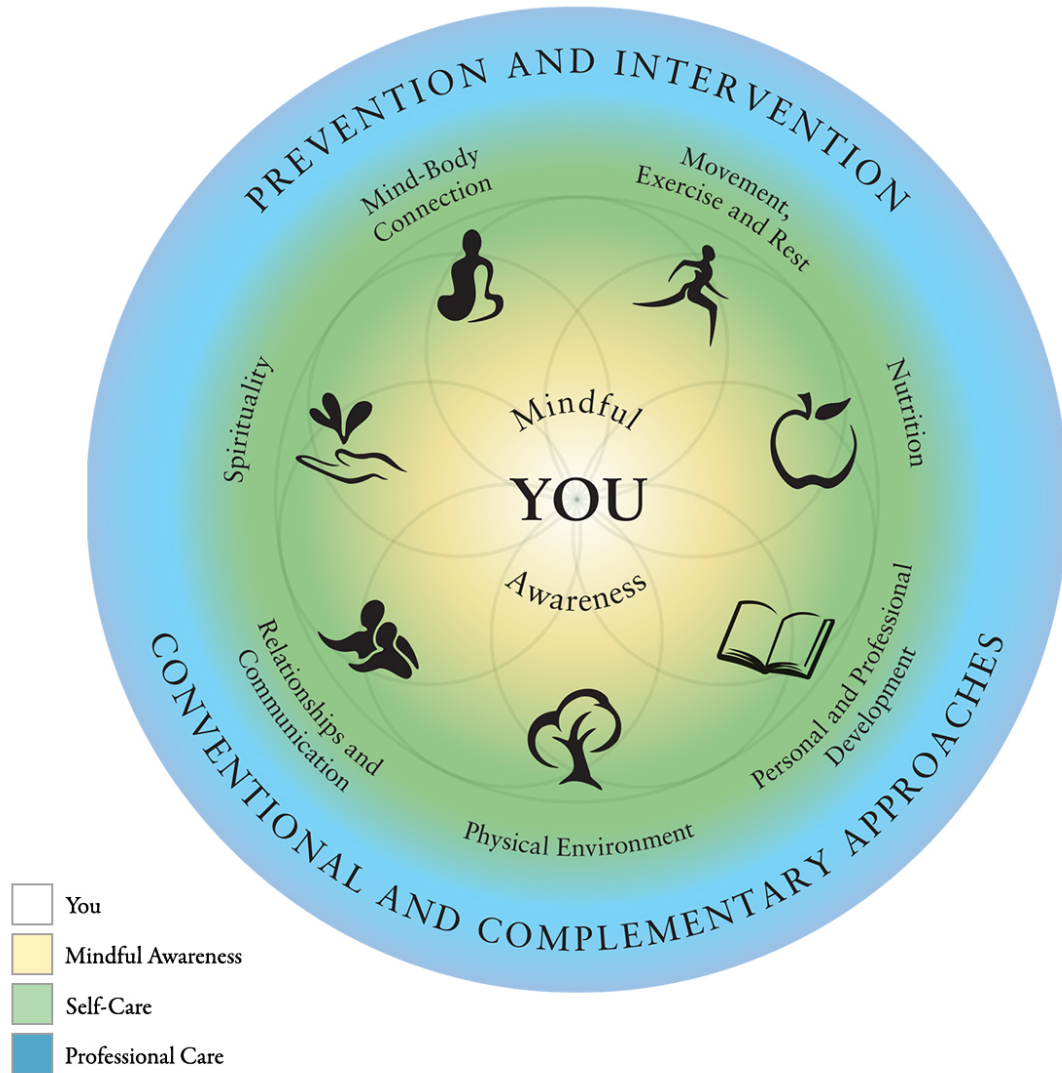 PREVENTION AND INTERVENTION
Mind-Body
Connection
Movement,
Exercise and Rest
Spirituality
Nutrition
Mindful
YOU
Awareness
Relationships and
Communication
Personal and Professional
Development
Physical Environment
CONVENTIONAL AND COMPLEMENTARY APPROACHES
You
Mindful Awareness
Self-Care
Professional Care